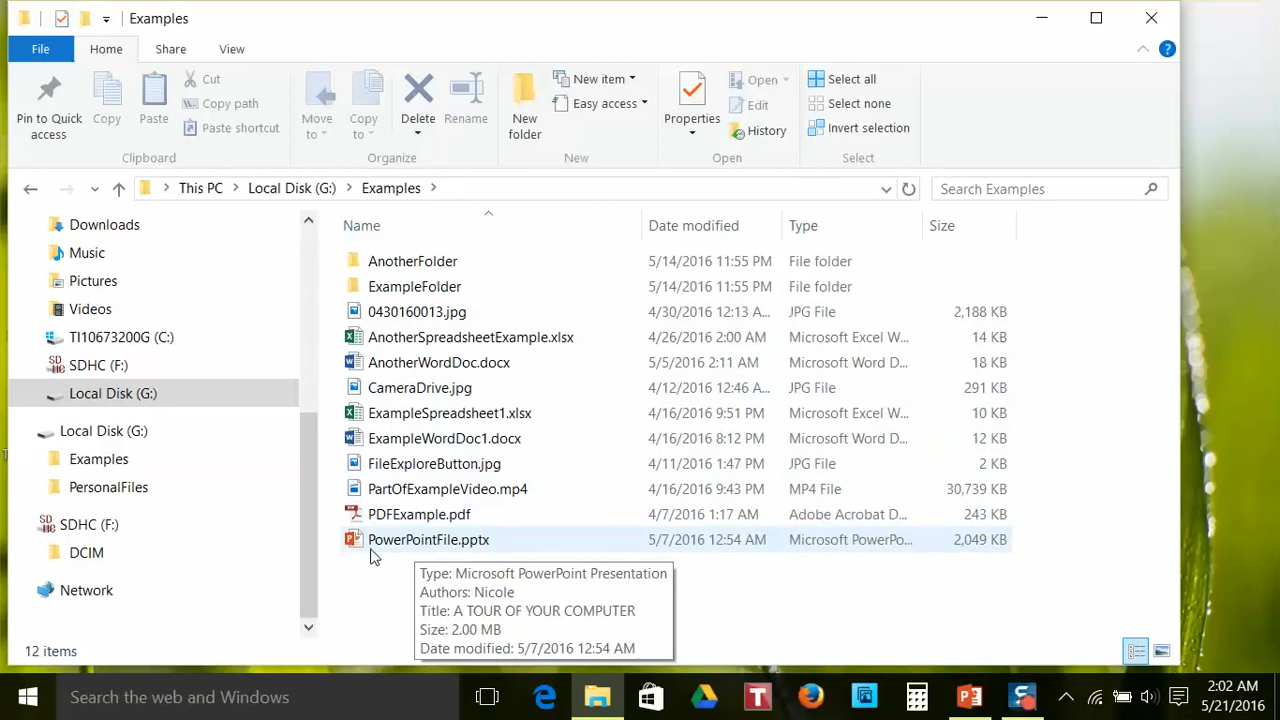 Examples
File Home Share View
Pin to Quick access
Copy
Paste
Cut
Copy path
Paste shortcut
Clipboard
Move to
Copy to
Delete
Rename
Organize
New folder
New item
Easy access
New
Properties
Open
Edit
History
Open
Select all
Select none
Invert selection
Select
This PC Local Disk (G:) Examples
Search Examples
Downloads
Music
Pictures
Videos
TI10673200G (C:)
SDHC (F:)
Local Disk (G:)
Local Disk (G:)
Examples
PersonalFiles
SDHC (F:)
DCIM
Network
Name Date modified Type Size
AnotherFolder 5/14/2016 11:55 PM File folder
ExampleFolder 5/14/2016 11:55 PM File folder
0430160013.jpg 4/30/2016 12:13 A... JPG File 2,188 KB
AnotherSpreadsheetExample.xlsx 4/26/2016 2:00 AM Microsoft Excel W... 14 KB
AnotherWordDoc.docx 5/5/2016 2:11 AM Microsoft Word D... 18 KB
CameraDrive.jpg 4/12/2016 12:46 A... JPG File 291 KB
ExampleSpreadsheet1.xlsx 4/16/2016 9:51 PM Microsoft Excel W... 10 KB
ExampleWordDoc1.docx 4/16/2016 8:12 PM Microsoft Word D... 12 KB
FileExploreButton.jpg 4/11/2016 1:47 PM JPG File 2 KB
PartOfExampleVideo.mp4 4/16/2016 9:43 PM MP4 File 30,739 KB
PDFExample.pdf 4/7/2016 1:17 AM Adobe Acrobat D... 243 KB
PowerPointFile.pptx 5/7/2016 12:54 AM Microsoft PowerPo... 2,049 KB
Type: Microsoft PowerPoint Presentation
Authors: Nicole
Title: A TOUR OF YOUR COMPUTER
Size: 2.00 MB
Date modified: 5/7/2016 12:54 AM
12 items
Search the web and Windows
2:02 AM
5/21/2016